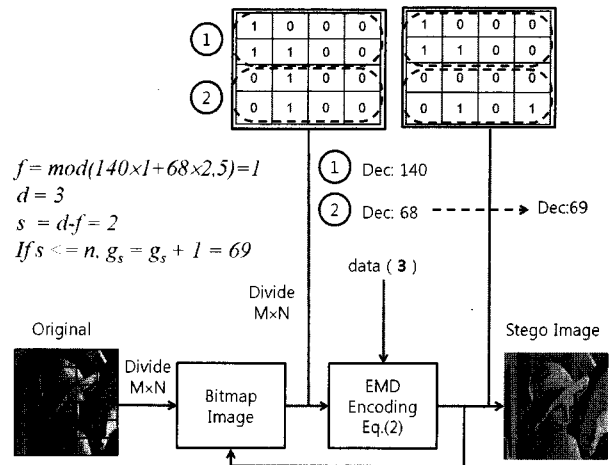 1 0 0 0 1 0 0 0
① 1 1 0 0 1 1 0 0
0 1 0 0 0 0 0 0
② 0 1 0 0 0 1 0 1
f = mod(140×1+68×2,5)=1
d = 3
s = d-f = 2
If s <= n, gs = gs + 1 = 69
① Dec: 140
② Dec: 68 Dec:69
data ( 3 )
Divide
M×N
Original
Divide
M×N
Bitmap
Image
EMD
Encoding
Eq.(2)
Stego Image